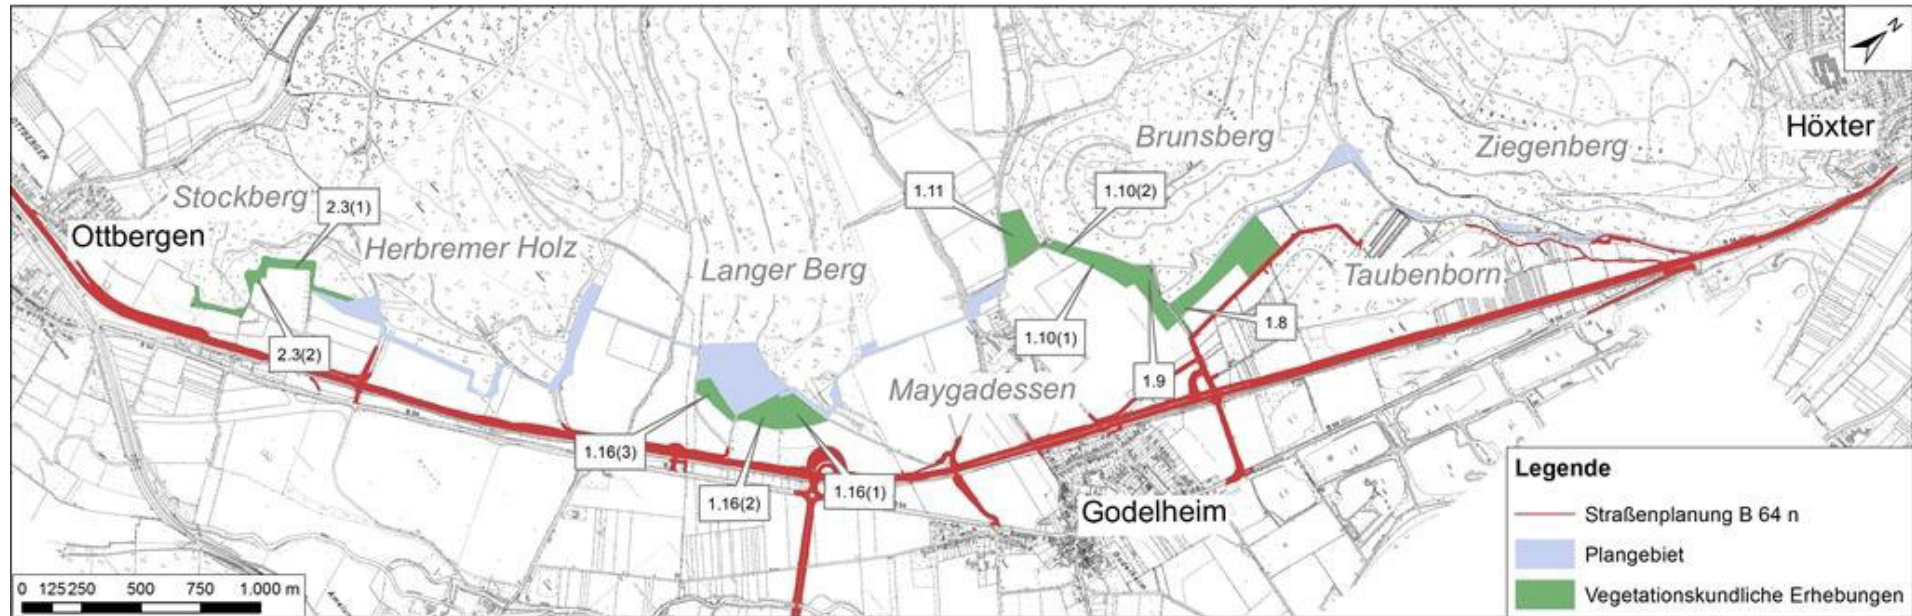 N
Höxter
Brunsberg
Ziegenberg
1.11
1.10(2)
Stockberg
2.3(1)
Ottbergen
Herbremer Holz
Langer Berg
Taubenborn
1.10(1)
1.8
2.3(2)
1.9
Maygadessen
1.16(3)
1.16(2)
1.16(1)
Godelheim
Legende
Straßenplanung B 64 n
Plangebiet
Vegetationskundliche Erhebungen
0 125 250 500 750 1.000 m